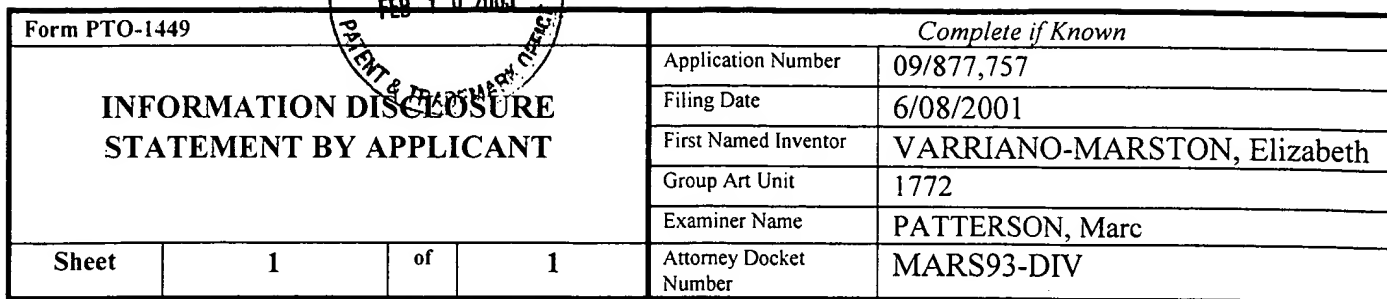 FEB 10
PATENT & TRADEMARK OFFICE
Form PTO-1449
INFORMATION DISCLOSURE
STATEMENT BY APPLICANT
Sheet 1 of 1
Complete if Known
Application Number 09/877,757
Filing Date 6/08/2001
First Named Inventor VARRIANO-MARSTON, Elizabeth
Group Art Unit 1772
Examiner Name PATTERSON, Marc
Attorney Docket
Number MARS93-DIV